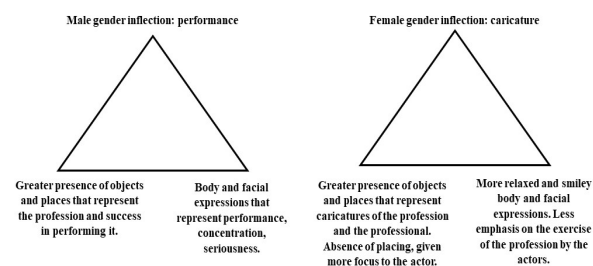 Male gender inflection: performance
Greater presence of objects
and places that represent
the profession and success
in performing it.
Body and facial
expressions that
represent performance,
concentration,
seriousness.
Female gender inflection: caricature
Greater presence of objects
and places that represent
caricatures of the profession
and the professional.
Absence of placing, given
more focus to the actor.
More relaxed and smiley
body and facial
expressions. Less
emphasis on the exercise
of the profession by the
actors.